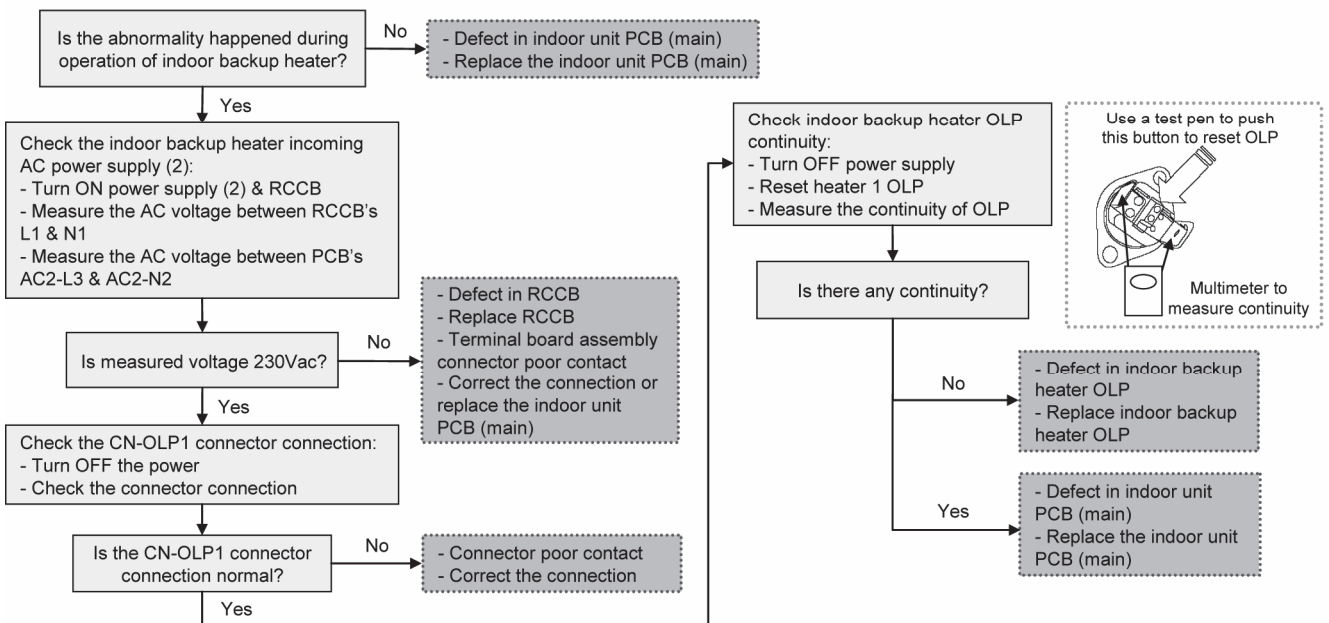 Is the abnormality happened during
operation of indoor backup heater?
No
- Defect in indoor unit PCB (main)
- Replace the indoor unit PCB (main)
Yes
Check the indoor backup heater incoming
AC power supply (2):
- Turn ON power supply (2) & RCCB
- Measure the AC voltage between RCCB's
L1 & N1
- Measure the AC voltage between PCB's
AC2-L3 & AC2-N2
Is measured voltage 230Vac?
No
- Defect in RCCB
- Replace RCCB
- Terminal board assembly
connector poor contact
- Correct the connection or
replace the indoor unit
PCB (main)
Yes
Check the CN-OLP1 connector connection:
- Turn OFF the power
- Check the connector connection
Is the CN-OLP1 connector
connection normal?
No
- Connector poor contact
- Correct the connection
Yes
Check indoor backup heater OLP
continuity:
- Turn OFF power supply
- Reset heater 1 OLP
- Measure the continuity of OLP
Is there any continuity?
Use a test pen to push
this button to reset OLP
Multimeter to
measure continuity
No
- Defect in indoor backup
heater OLP
- Replace indoor backup
heater OLP
Yes
- Defect in indoor unit
PCB (main)
- Replace the indoor unit
PCB (main)